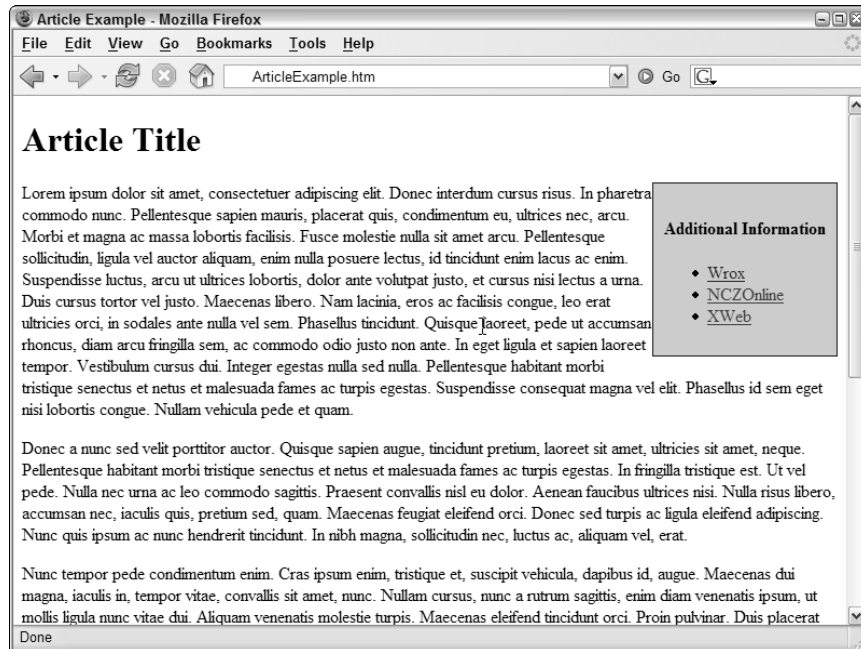 Article Example - Mozilla Firefox
File Edit View Go Bookmarks Tools Help
ArticleExample.htm
Go
G
Article Title
Lorem ipsum dolor sit amet, consectetuer adipiscing elit. Donec interdum cursus risus. In pharetra
commodo nunc. Pellentesque sapien mauris, placerat quis, condimentum eu, ultrices nec, arcu.
Morbi et magna ac massa lobortis facilisis. Fusce molestie nulla sit amet arcu. Pellentesque
sollicitudin, ligula vel auctor aliquam, enim nulla posuere lectus, id tincidunt enim lacus ac enim.
Suspendisse luctus, arcu ut ultrices lobortis, dolor ante volutpat justo, et cursus nisi lectus a urna.
Duis cursus tortor vel justo. Maecenas libero. Nam lacinia, eros ac facilisis congue, leo erat
ultricies orci, in sodales ante nulla vel sem. Phasellus tincidunt. Quisque laoreet, pede ut accumsan
rhoncus, diam arcu fringilla sem, ac commodo odio justo non ante. In eget ligula et sapien laoreet
tempor. Vestibulum cursus dui. Integer egestas nulla sed nulla. Pellentesque habitant morbi
tristique senectus et netus et malesuada fames ac turpis egestas. Suspendisse consequat magna vel elit. Phasellus id sem eget
nisi lobortis congue. Nullam vehicula pede et quam.
Additional Information
Wrox
NCZOnline
XWeb
Donec a nunc sed velit porttitor auctor. Quisque sapien augue, tincidunt pretium, laoreet sit amet, ultricies sit amet, neque.
Pellentesque habitant morbi tristique senectus et netus et malesuada fames ac turpis egestas. In fringilla tristique est. Ut vel
pede. Nulla nec urna ac leo commodo sagittis. Praesent convallis nisl eu dolor. Aenean faucibus ultrices nisi. Nulla risus libero,
accumsan nec, iaculis quis, pretium sed, quam. Maecenas feugiat eleifend orci. Donec sed turpis ac ligula eleifend adipiscing.
Nunc quis ipsum ac nunc hendrerit tincidunt. In nibh magna, sollicitudin nec, luctus ac, aliquam vel, erat.
Nunc tempor pede condimentum enim. Cras ipsum enim, tristique et, suscipit vehicula, dapibus id, augue. Maecenas dui
magna, iaculis in, tempor vitae, convallis sit amet, nunc. Nullam cursus, nunc a rutrum sagittis, enim diam venenatis ipsum, ut
mollis ligula nunc vitae dui. Aliquam venenatis molestie turpis. Maecenas eleifend tincidunt orci. Proin pulvinar. Duis placerat
Done